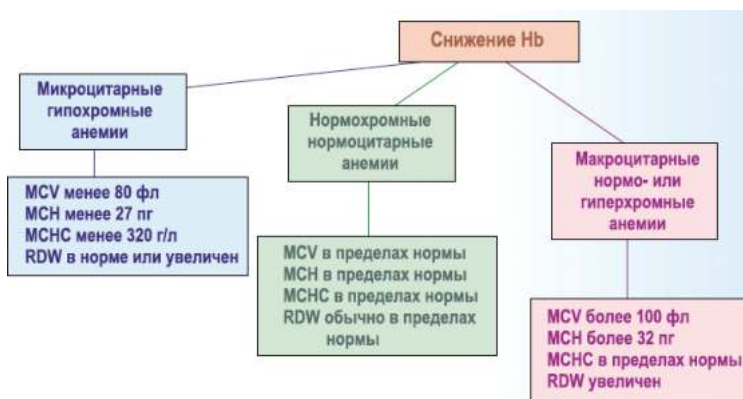 Снижение Hb
Микроцитарные
гипохромные
анемии
MCV менее 80 фл
MCH менее 27 пг
MCHC менее 320 г/л
RDW в норме или увеличен
Нормохромные
нормоцитарные
анемии
MCV в пределах нормы
MCH в пределах нормы
MCHC в пределах нормы
RDW обычно в пределах
нормы
Макроцитарные
нормо- или
гиперхромные
анемии
MCV более 100 фл
MCH более 32 пг
MCHC в пределах нормы
RDW увеличен